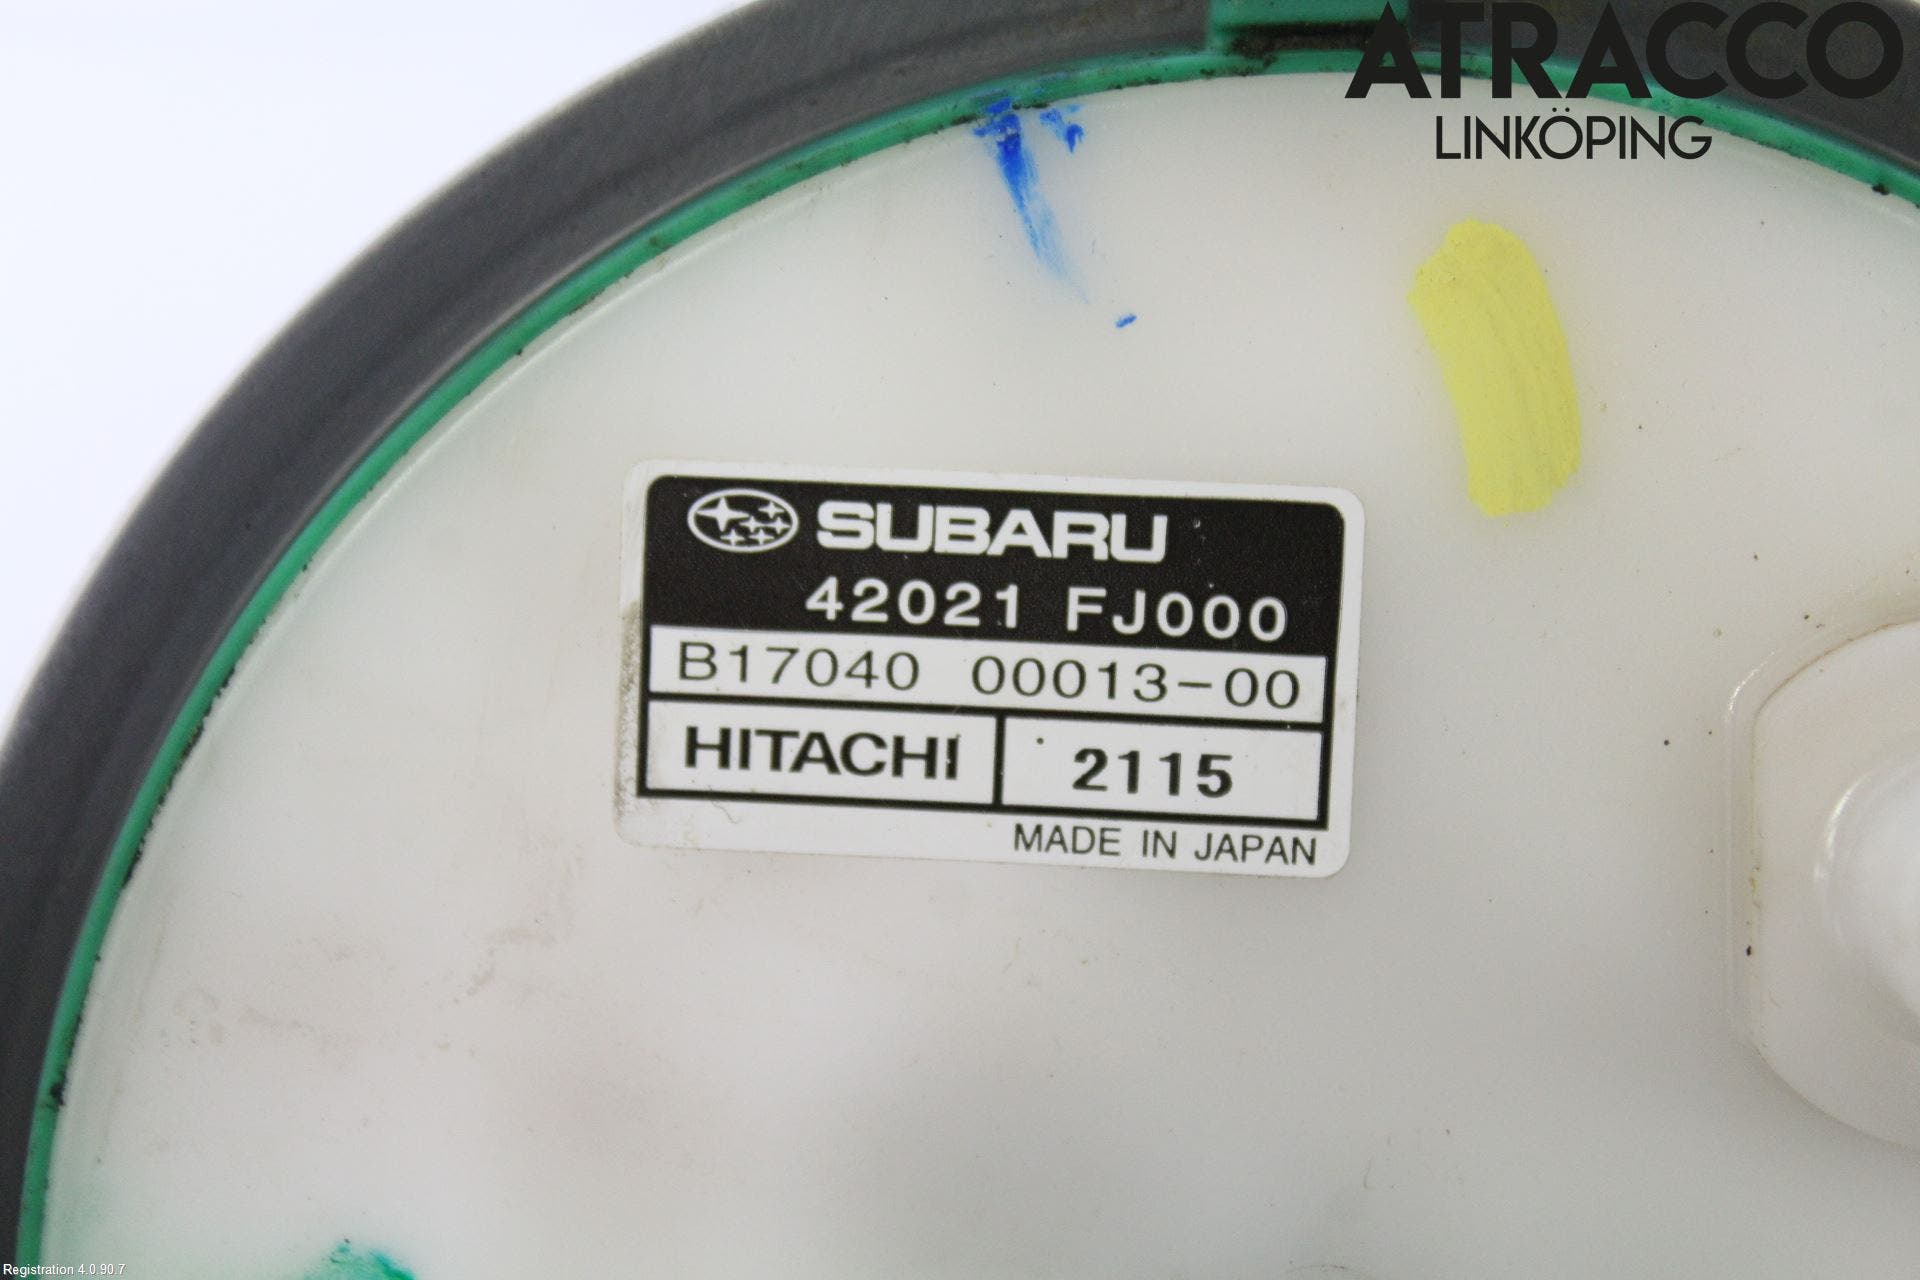 ATRACCO
LINKÖPING
SUBARU
42021 FJ000
B17040 00013-00
HITACHI 2115
MADE IN JAPAN
Registration 4.0.90.7